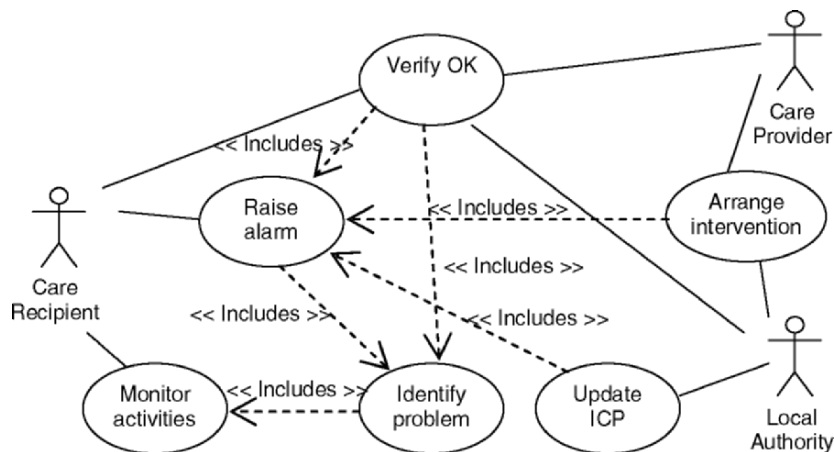 Verify OK
Care
Provider
<< Includes >>
Raise
alarm
<< Includes >>
Arrange
intervention
<< Includes >>
Care
Recipient
<< Includes >>
<< Includes >>
Monitor
activities
<< Includes >>
Identify
problem
Update
ICP
Local
Authority